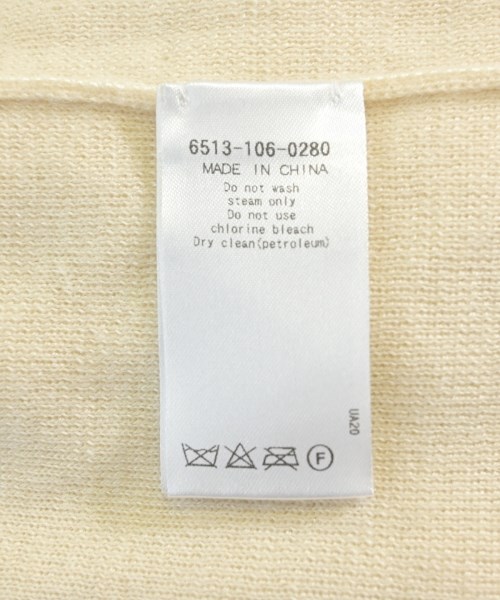 6513-106-0280
MADE IN CHINA
Do not wash
steam only
Do not use
chlorine bleach
Dry clean(petroleum)
UA20
F